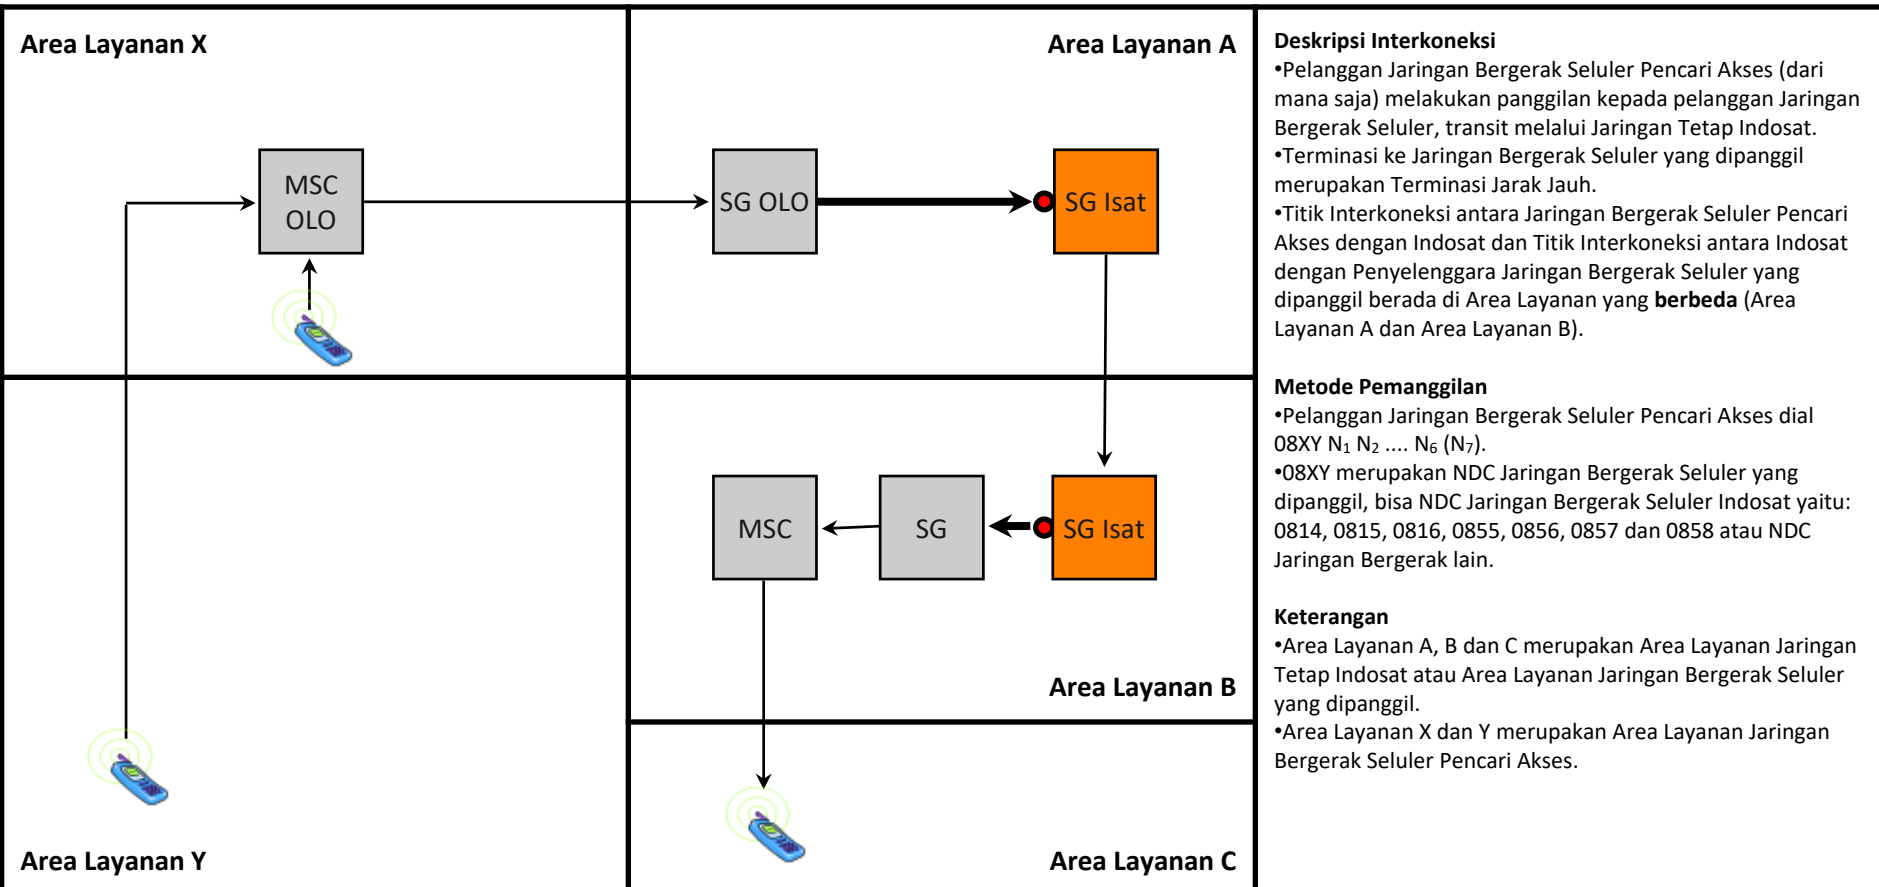 Area Layanan X
Area Layanan A
MSC
OLO
SG OLO
SG Isat
MSC
SG
SG Isat
Area Layanan B
Area Layanan Y
Area Layanan C
Deskripsi Interkoneksi
•Pelanggan Jaringan Bergerak Seluler Pencari Akses (dari
mana saja) melakukan panggilan kepada pelanggan Jaringan
Bergerak Seluler, transit melalui Jaringan Tetap Indosat.
•Terminasi ke Jaringan Bergerak Seluler yang dipanggil
merupakan Terminasi Jarak Jauh.
•Titik Interkoneksi antara Jaringan Bergerak Seluler Pencari
Akses dengan Indosat dan Titik Interkoneksi antara Indosat
dengan Penyelenggara Jaringan Bergerak Seluler yang
dipanggil berada di Area Layanan yang berbeda (Area
Layanan A dan Area Layanan B).
Metode Pemanggilan
•Pelanggan Jaringan Bergerak Seluler Pencari Akses dial
08XY N₁ N₂ .... N₆ (N₇).
•08XY merupakan NDC Jaringan Bergerak Seluler yang
dipanggil, bisa NDC Jaringan Bergerak Seluler Indosat yaitu:
0814, 0815, 0816, 0855, 0856, 0857 dan 0858 atau NDC
Jaringan Bergerak lain.
Keterangan
•Area Layanan A, B dan C merupakan Area Layanan Jaringan
Tetap Indosat atau Area Layanan Jaringan Bergerak Seluler
yang dipanggil.
•Area Layanan X dan Y merupakan Area Layanan Jaringan
Bergerak Seluler Pencari Akses.